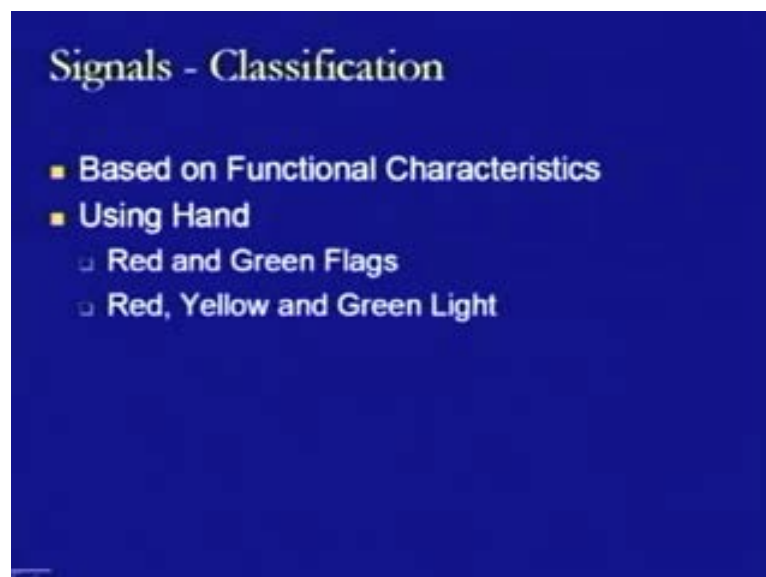 Signals - Classification
Based on Functional Characteristics
Using Hand
Red and Green Flags
Red, Yellow and Green Light